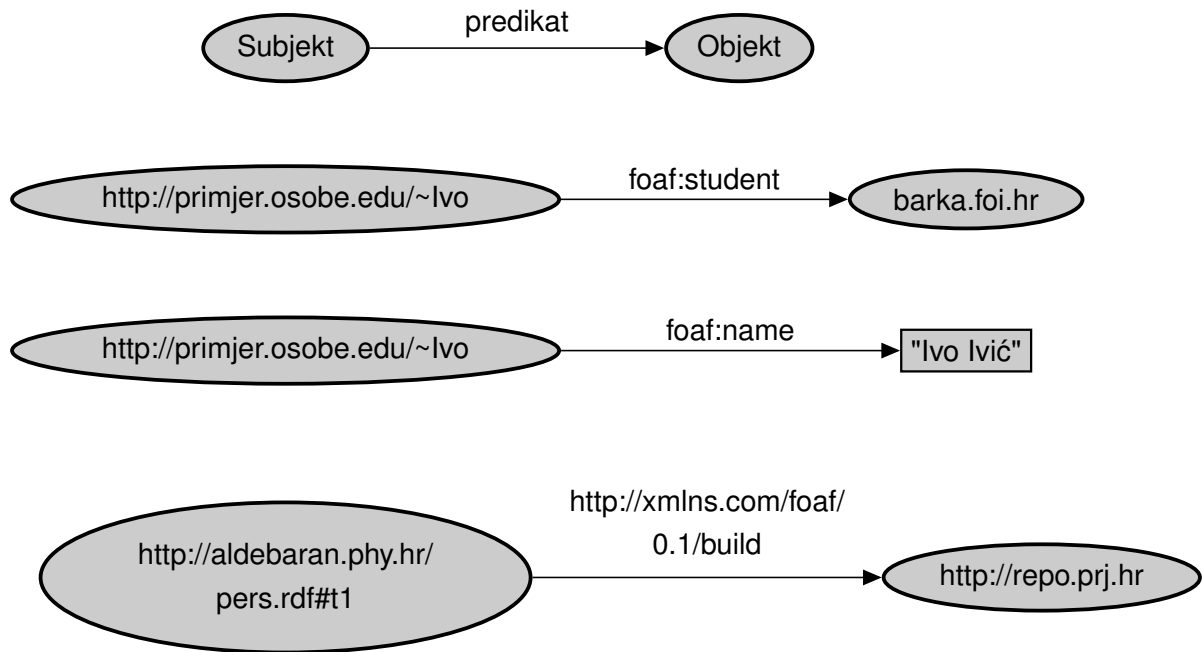 Subjekt predikat Objekt
http://primjer.osobe.edu/~Ivo foaf:student barka.foi.hr
http://primjer.osobe.edu/~Ivo foaf:name "Ivo Ivić"
http://aldebaran.phy.hr/
pers.rdf#t1
http://xmlns.com/foaf/
0.1/build
http://repo.prj.hr